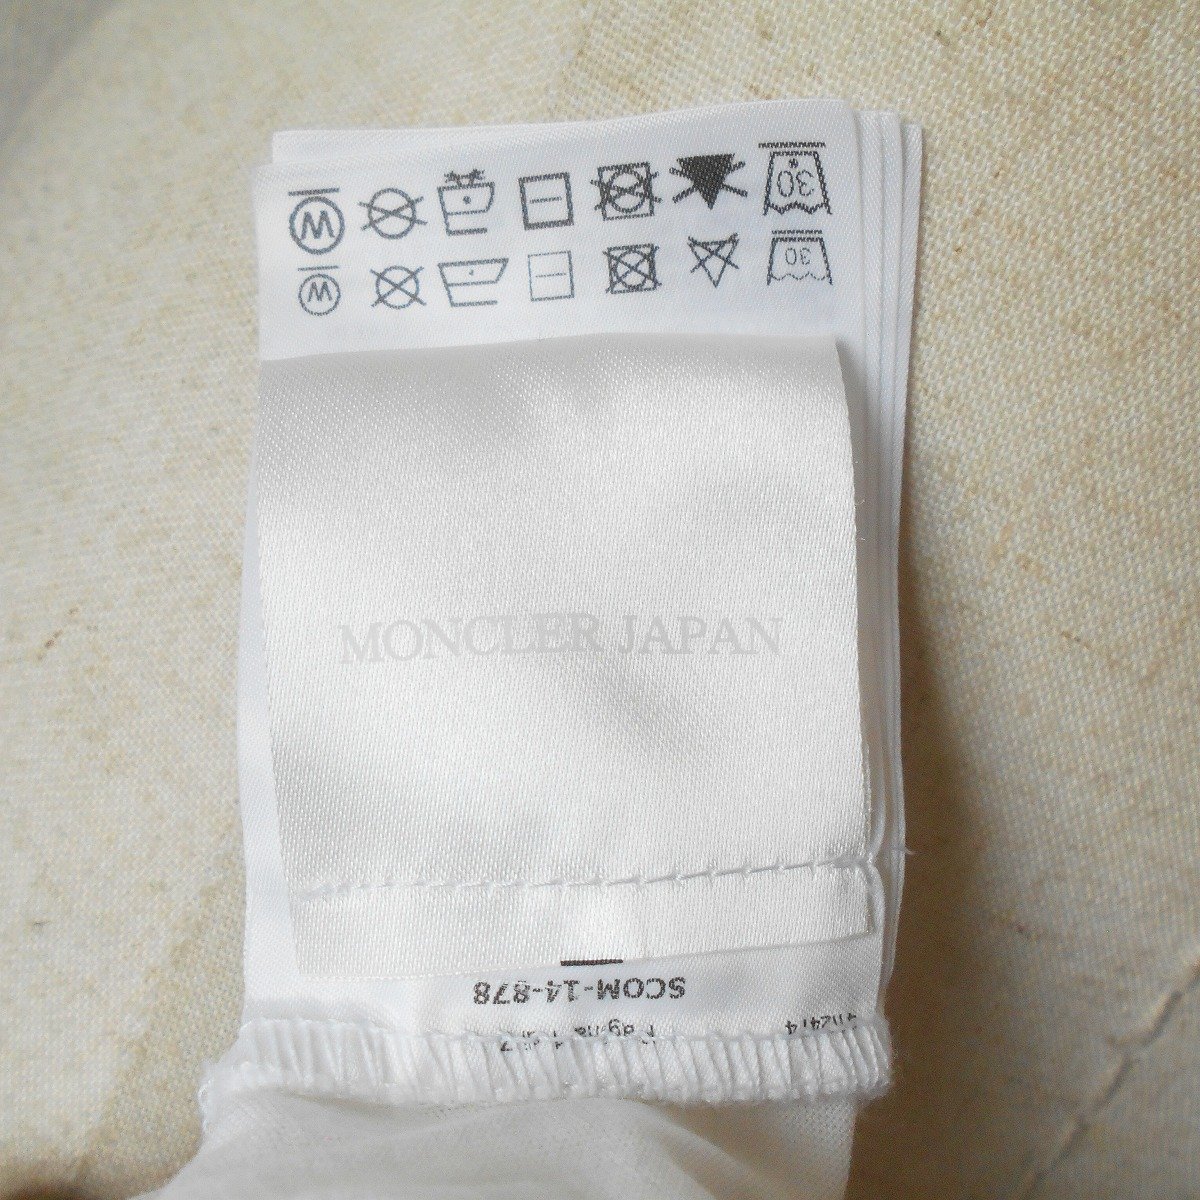 W 30
W 30
MONCLER JAPAN
SCOM-14-878